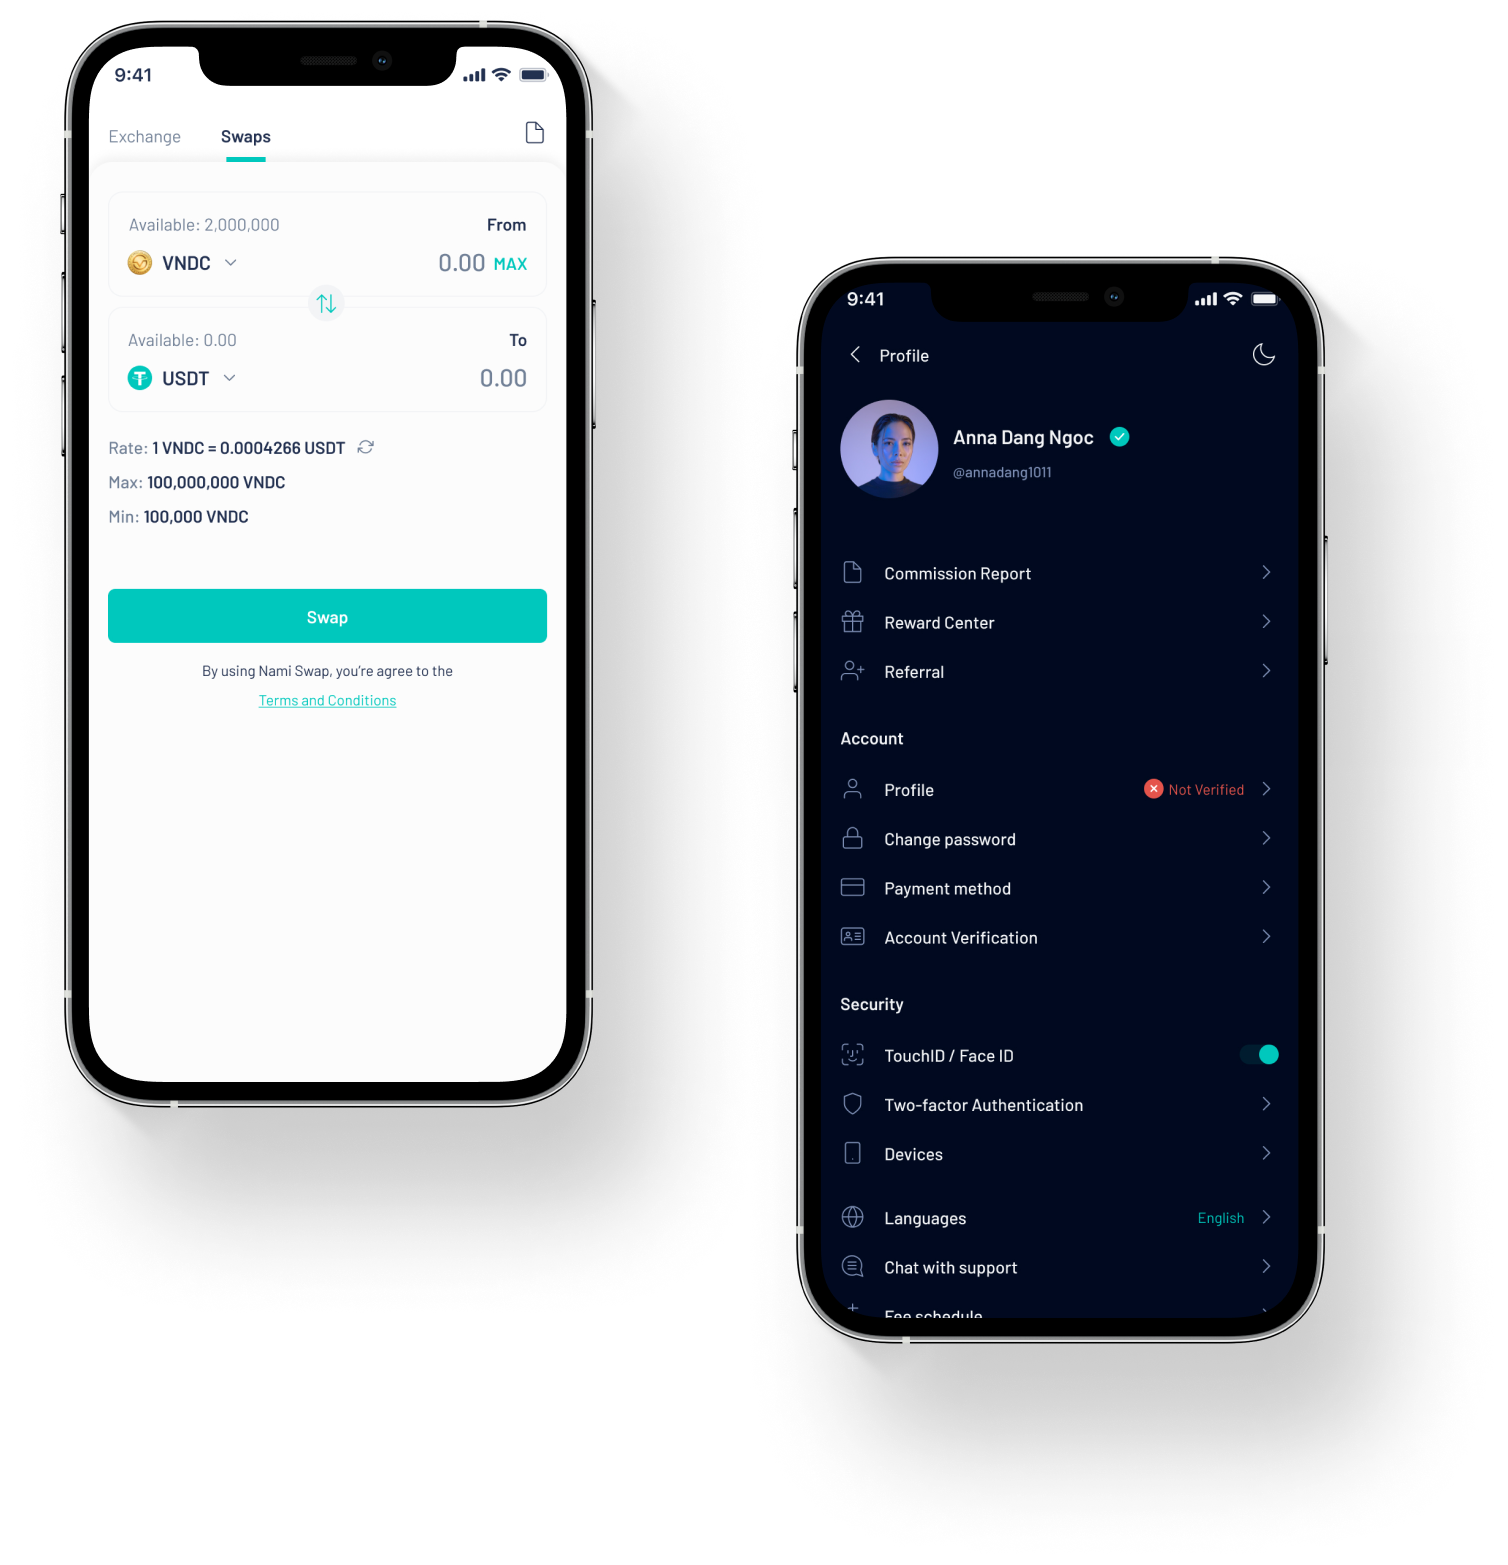 9:41
Exchange Swaps
Available: 2,000,000 From
VNDC 0.00 MAX
Available: 0.00 To
USDT 0.00
Rate: 1 VNDC = 0.0004266 USDT
Max: 100,000,000 VNDC
Min: 100,000 VNDC
Swap
By using Nami Swap, you're agree to the
Terms and Conditions
9:41
Profile
Anna Dang Ngoc
@annadang1011
Commission Report
Reward Center
Referral
Account
Profile Not Verified
Change password
Payment method
Account Verification
Security
TouchID / Face ID
Two-factor Authentication
Devices
Languages English
Chat with support
Fee schedule